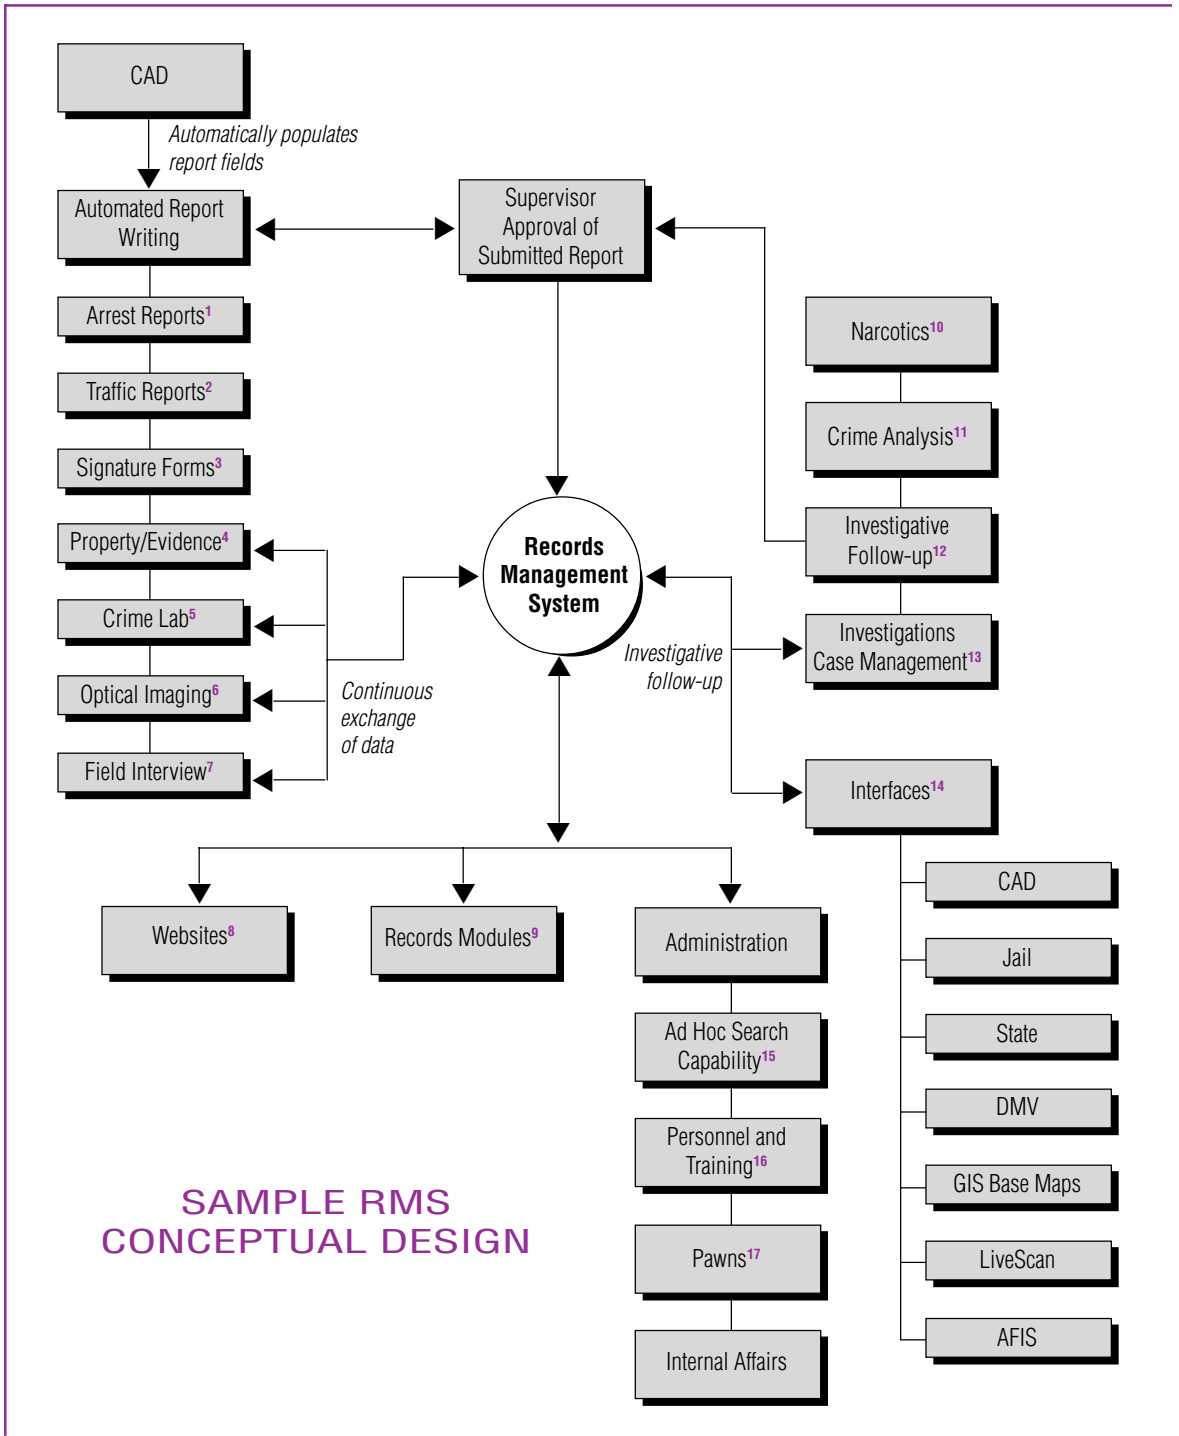 CAD
Automatically populates
report fields
Automated Report
Writing
Supervisor
Approval of
Submitted Report
Arrest Reports1
Traffic Reports2
Signature Forms3
Property/Evidence4
Crime Lab5
Optical Imaging6
Field Interview7
Continuous
exchange
of data
Records
Management
System
Investigative
follow-up
Narcotics10
Crime Analysis11
Investigative
Follow-up12
Investigations
Case Management13
Interfaces14
CAD
Jail
State
DMV
GIS Base Maps
LiveScan
AFIS
Websites8
Records Modules9
Administration
Ad Hoc Search
Capability15
Personnel and
Training16
Pawns17
Internal Affairs
SAMPLE RMS
CONCEPTUAL DESIGN